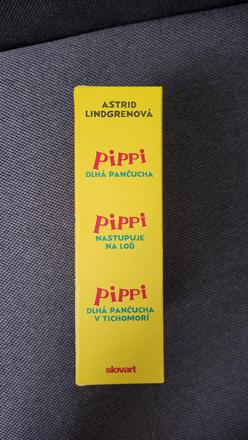 ASTRID
LINDGRENOVÁ
PiPPi
DLHÁ PANČUCHA
PiPPi
NASTUPUJE
NA LOĎ
PiPPi
DLHÁ PANČUCHA
V TICHOMORÍ
slovart